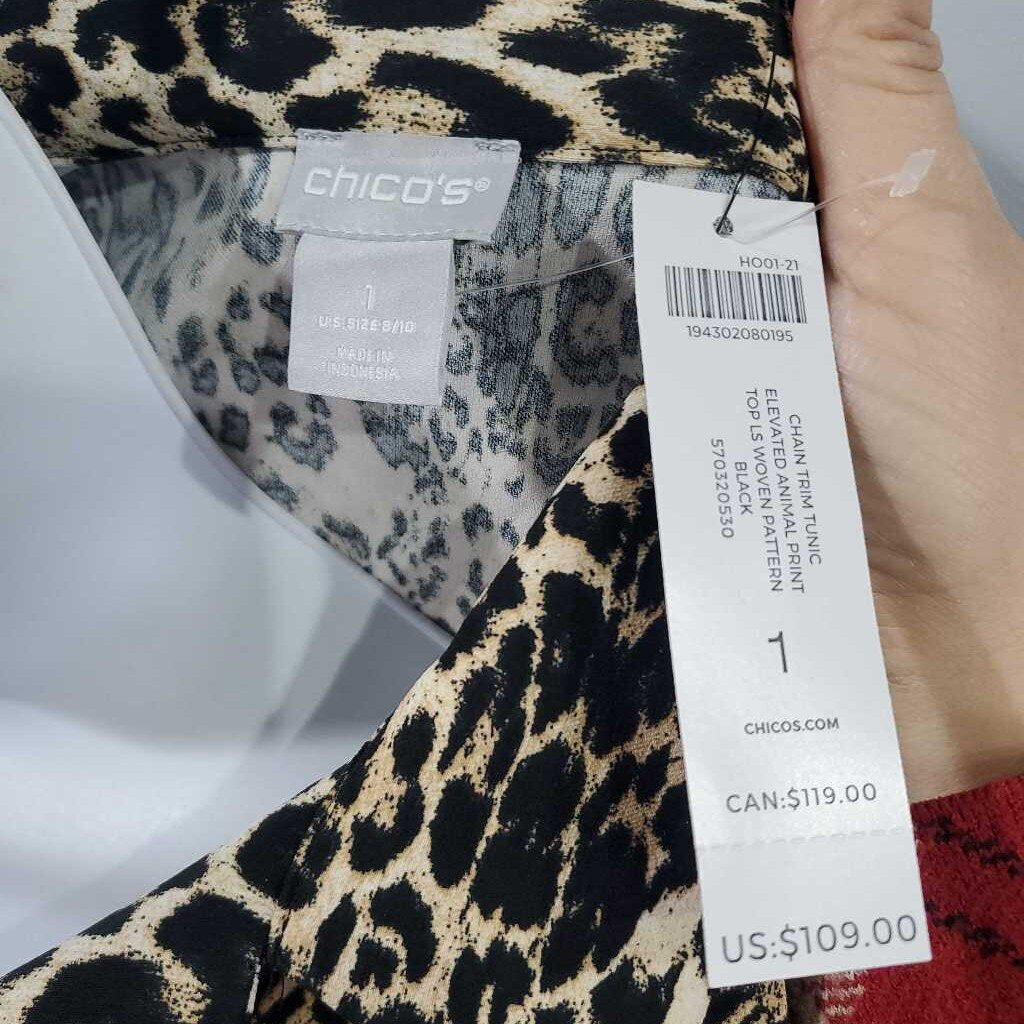 chico's®
1
U.S. SIZE 8/10
MADE IN
INDONESIA
HO01-21
194302080195
CHAIN TRIM TUNIC
ELEVATED ANIMAL PRINT
TOP LS WOVEN PATTERN
BLACK
570320530
1
CHICOS.COM
CAN:$119.00
US:$109.00